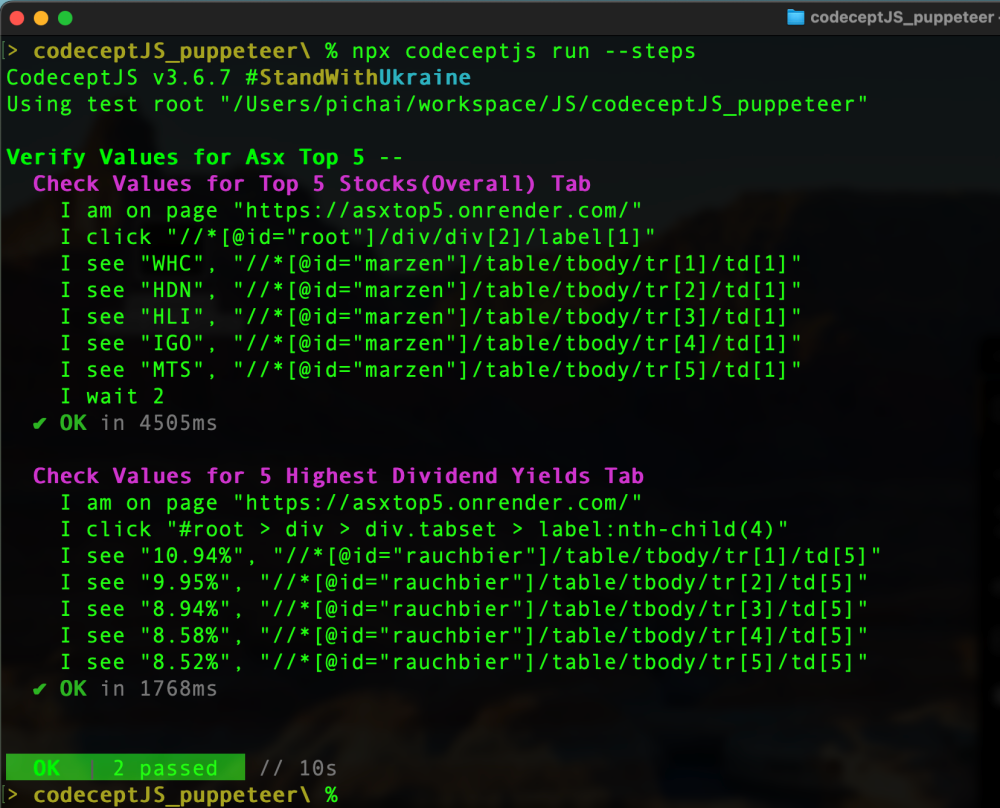 codeceptJS_puppeteer
[> codeceptJS_puppeteer\ % npx codeceptjs run --steps
CodeceptJS v3.6.7 #StandWithUkraine
Using test root "/Users/pichai/workspace/JS/codeceptJS_puppeteer"
Verify Values for Asx Top 5 --
Check Values for Top 5 Stocks(Overall) Tab
I am on page "https://asxtop5.onrender.com/"
I click "//*[@id="root"]/div/div[2]/label[1]"
I see "WHC", "//*[@id="marzen"]/table/tbody/tr[1]/td[1]"
I see "HDN", "//*[@id="marzen"]/table/tbody/tr[2]/td[1]"
I see "HLI", "//*[@id="marzen"]/table/tbody/tr[3]/td[1]"
I see "IGO", "//*[@id="marzen"]/table/tbody/tr[4]/td[1]"
I see "MTS", "//*[@id="marzen"]/table/tbody/tr[5]/td[1]"
I wait 2
✔ OK in 4505ms
Check Values for 5 Highest Dividend Yields Tab
I am on page "https://asxtop5.onrender.com/"
I click "#root > div > div.tabset > label:nth-child(4)"
I see "10.94%", "//*[@id="rauchbier"]/table/tbody/tr[1]/td[5]"
I see "9.95%", "//*[@id="rauchbier"]/table/tbody/tr[2]/td[5]"
I see "8.94%", "//*[@id="rauchbier"]/table/tbody/tr[3]/td[5]"
I see "8.58%", "//*[@id="rauchbier"]/table/tbody/tr[4]/td[5]"
I see "8.52%", "//*[@id="rauchbier"]/table/tbody/tr[5]/td[5]"
✔ OK in 1768ms
OK | 2 passed // 10s
[> codeceptJS_puppeteer\ %